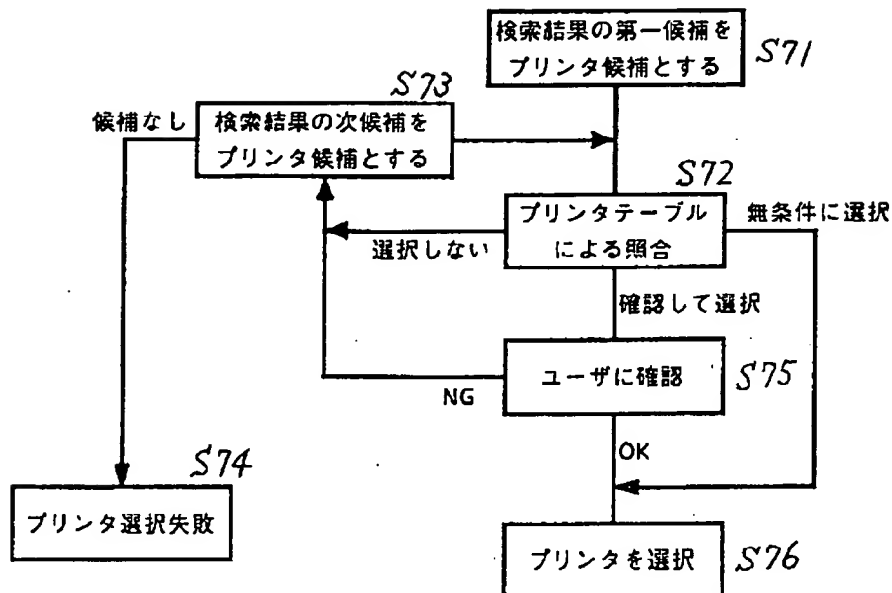 検索結果の第一候補を
プリンタ候補とする
S71
S73
候補なし
検索結果の次候補を
プリンタ候補とする
S72
プリンタテーブル
による照合
無条件に選択
選択しない
確認して選択
ユーザに確認
S75
NG
OK
S74
プリンタ選択失敗
プリンタを選択
S76